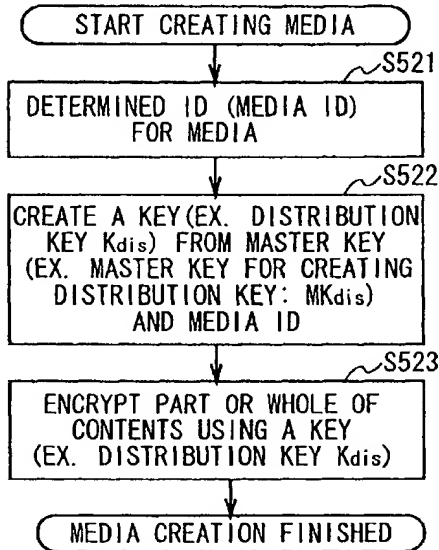 START CREATING MEDIA
S521
DETERMINED ID (MEDIA ID)
FOR MEDIA
S522
CREATE A KEY(EX. DISTRIBUTION
KEY Kdis) FROM MASTER KEY
(EX. MASTER KEY FOR CREATING
DISTRIBUTION KEY: MKdis)
AND MEDIA ID
S523
ENCRYPT PART OR WHOLE OF
CONTENTS USING A KEY
(EX. DISTRIBUTION KEY Kdis)
MEDIA CREATION FINISHED